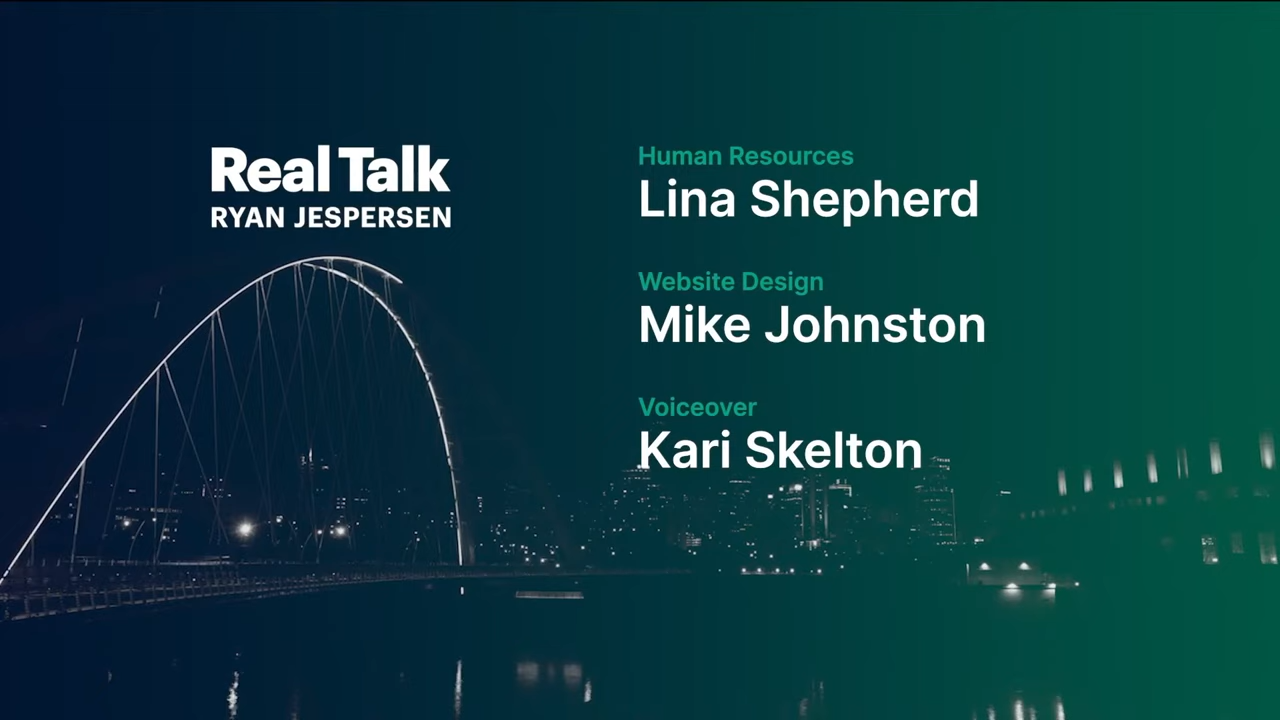 Real Talk
RYAN JESPERSEN
Human Resources
Lina Shepherd
Website Design
Mike Johnston
Voiceover
Kari Skelton